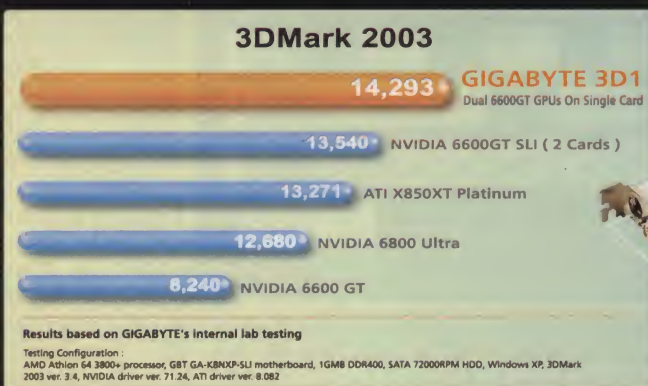 3DMark 2003
14,293 GIGABYTE 3D1
Dual 6600GT GPUs On Single Card
13,540 NVIDIA 6600GT SLI ( 2 Cards )
13,271 ATI X850XT Platinum
12,680 NVIDIA 6800 Ultra
8,240 NVIDIA 6600 GT
Results based on GIGABYTE's internal lab testing
Testing Configuration :
AMD Athlon 64 3800+ processor, GBT GA-K8NXP-SLI motherboard, 1GMB DDR400, SATA 72000RPM HDD, Windows XP, 3DMark
2003 ver. 3.4, NVIDIA driver ver. 71.24, ATI driver ver. 8.082